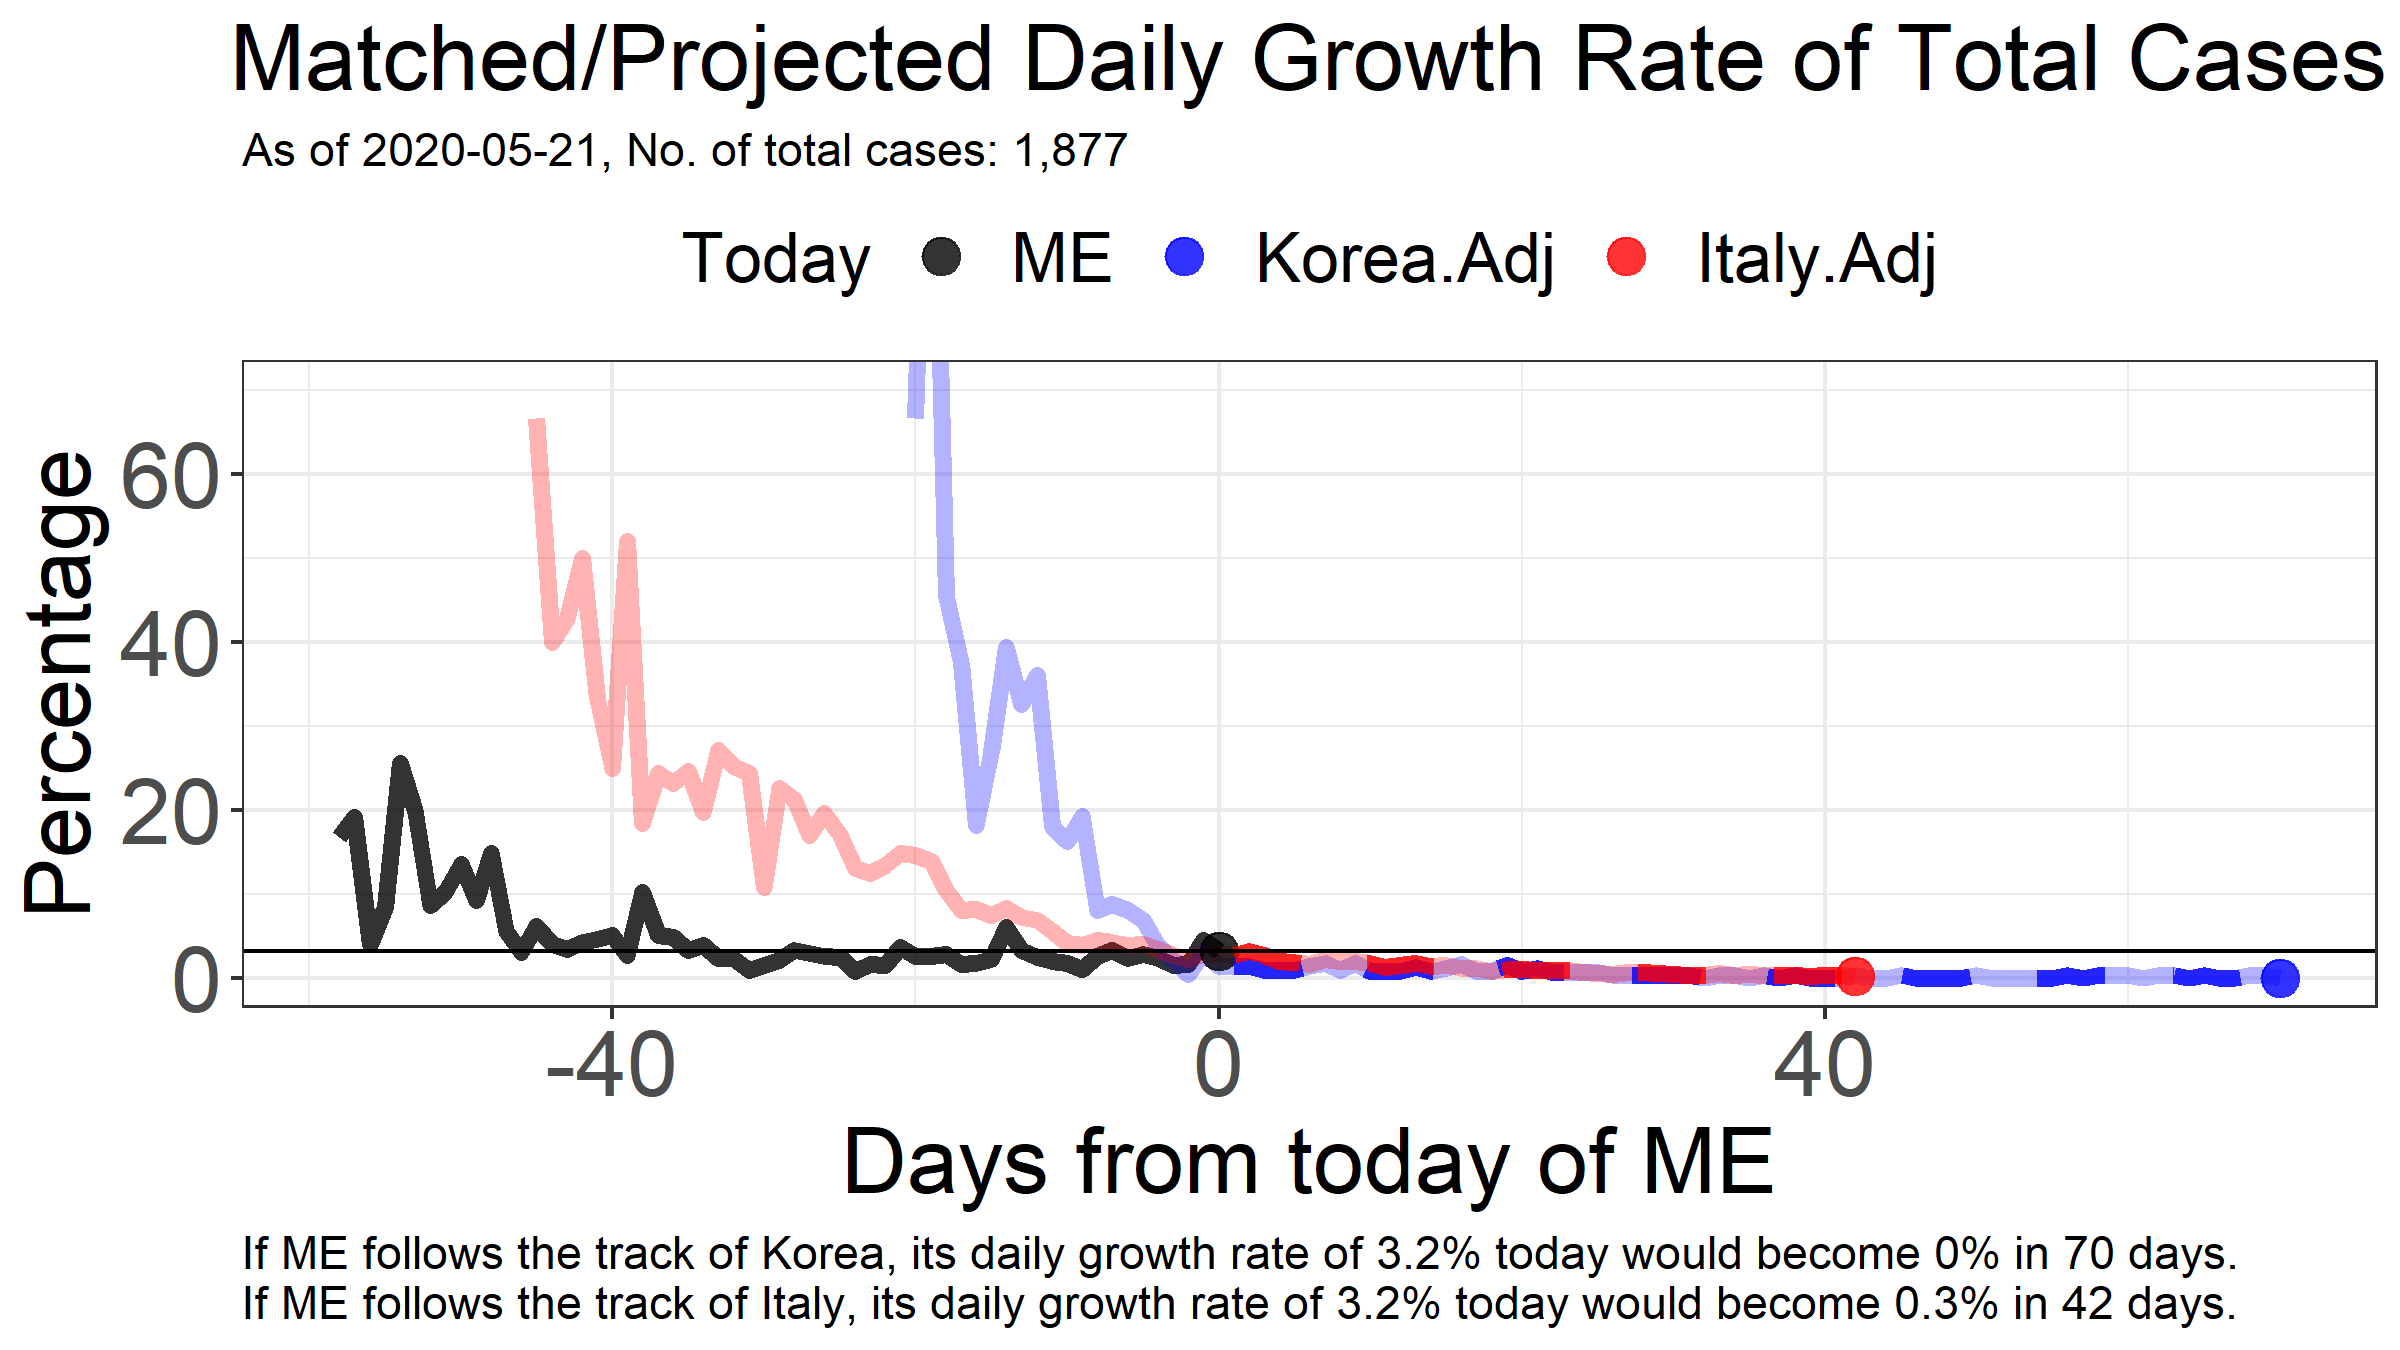 Matched/Projected Daily Growth Rate of Total Cases
As of 2020-05-21, No. of total cases: 1,877
Today ME Korea.Adj Italy.Adj
Percentage
60
40
20
0
-40 0 40
Days from today of ME
If ME follows the track of Korea, its daily growth rate of 3.2% today would become 0% in 70 days.
If ME follows the track of Italy, its daily growth rate of 3.2% today would become 0.3% in 42 days.